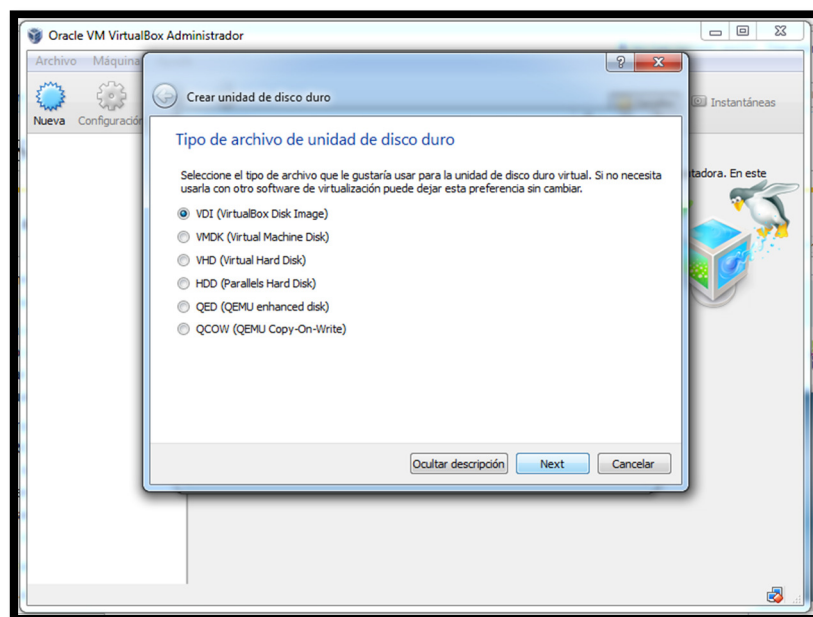 Oracle VM VirtualBox Administrador
Archivo Máquina
Crear unidad de disco duro
Nueva Configuración
Instantáneas
Tipo de archivo de unidad de disco duro
Seleccione el tipo de archivo que le gustaría usar para la unidad de disco duro virtual. Si no necesita
usarla con otro software de virtualización puede dejar esta preferencia sin cambiar.
tadora. En este
VDI (VirtualBox Disk Image)
VMDK (Virtual Machine Disk)
VHD (Virtual Hard Disk)
HDD (Parallels Hard Disk)
QED (QEMU enhanced disk)
QCOW (QEMU Copy-On-Write)
Ocultar descripción Next Cancelar